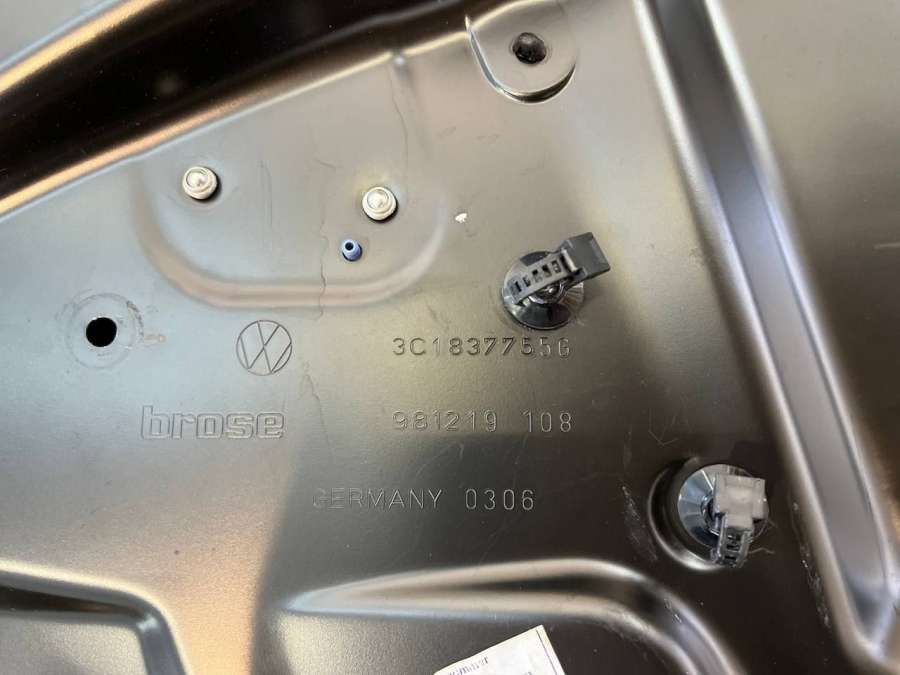 3C1837755G
brose
981219 108
GERMANY 0306